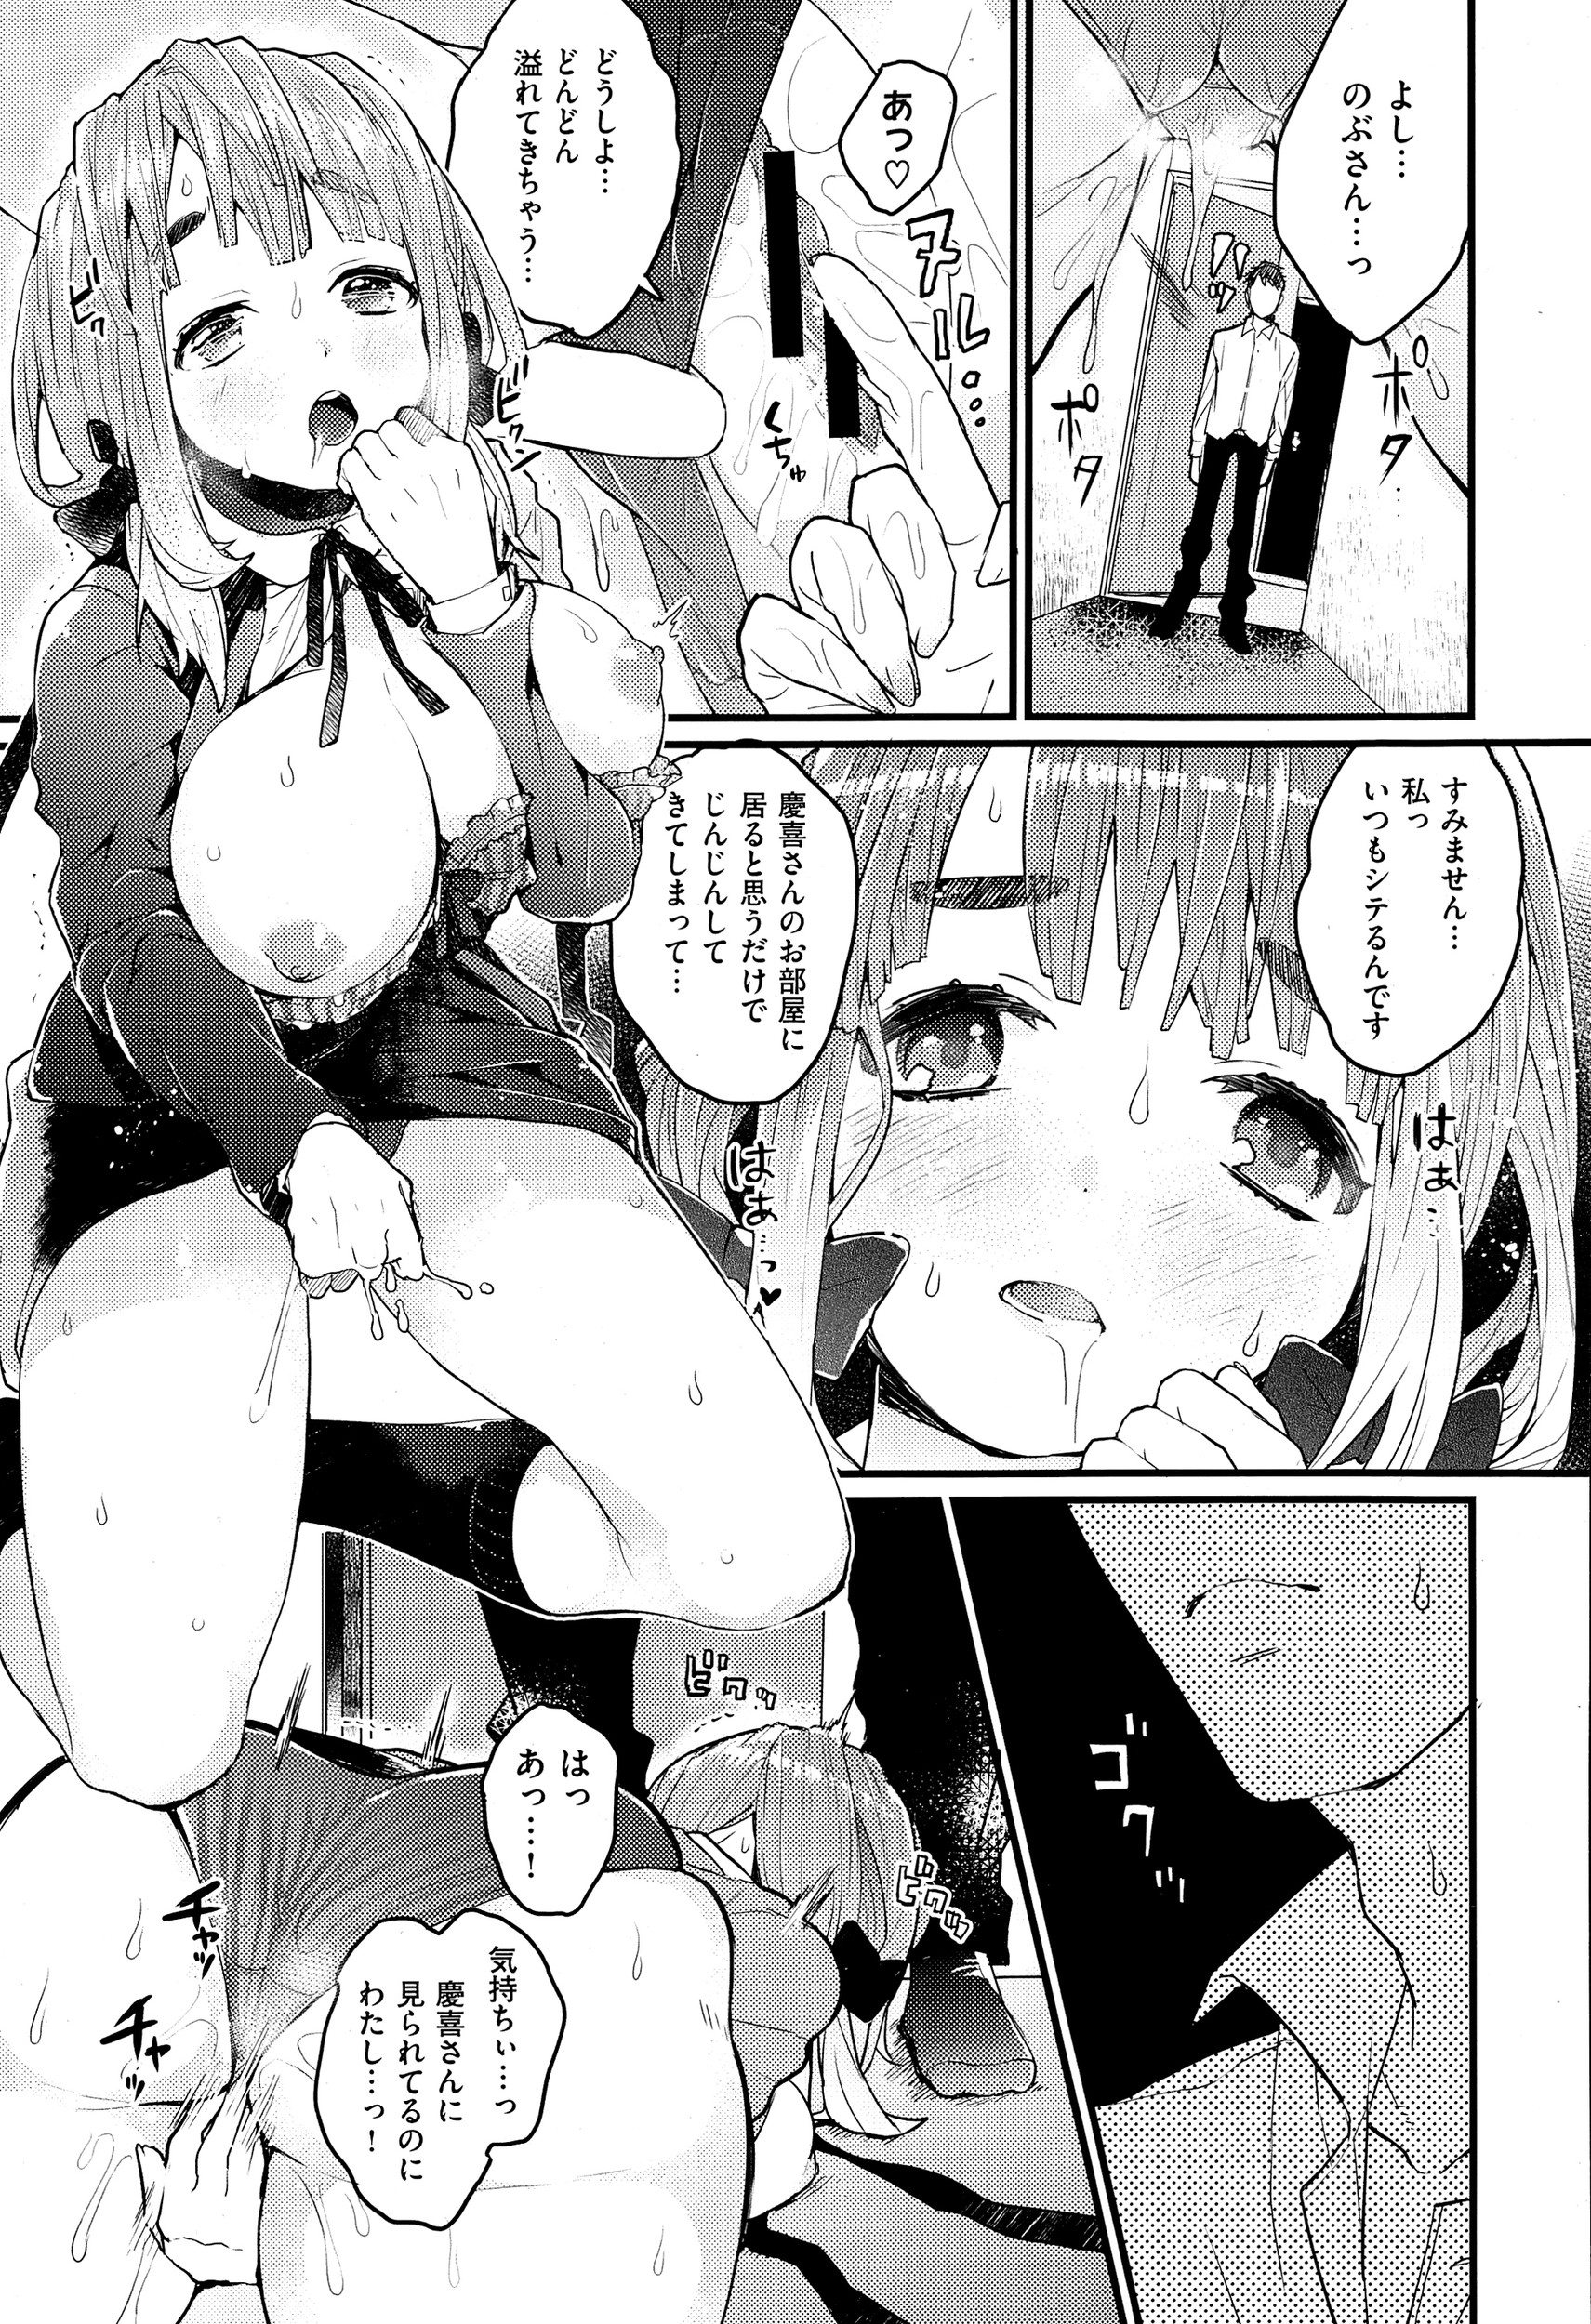 よし…
のぶさん…っ
ガッ
ポタ
ポタ
あっ♡
ヌルル…
くちゅ
どうしよ…
どんどん
溢れてきちゃう…
ビク
ビクン
すみません…
私っ
いつもシテるんです
慶喜さんのお部屋に
居ると思うだけで
じんじんして
きてしまって…
はぁ…
はぁ…っ♥
ゴクッ
ビクッ
はっ
あっ…！
ビクビクッ
気持ちぃ…っ
慶喜さんに
見られてるのに
わたし…っ！
チャッ
チャッ